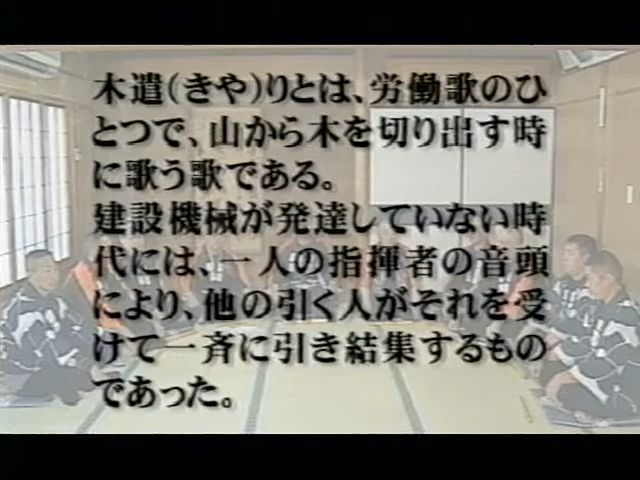 木遣(きや)りとは、労働歌のひ
とつで、山から木を切り出す時
に歌う歌である。
建設機械が発達していない時
代には、一人の指揮者の音頭
により、他の引く人がそれを受
けて一斉に引き結集するもの
であった。